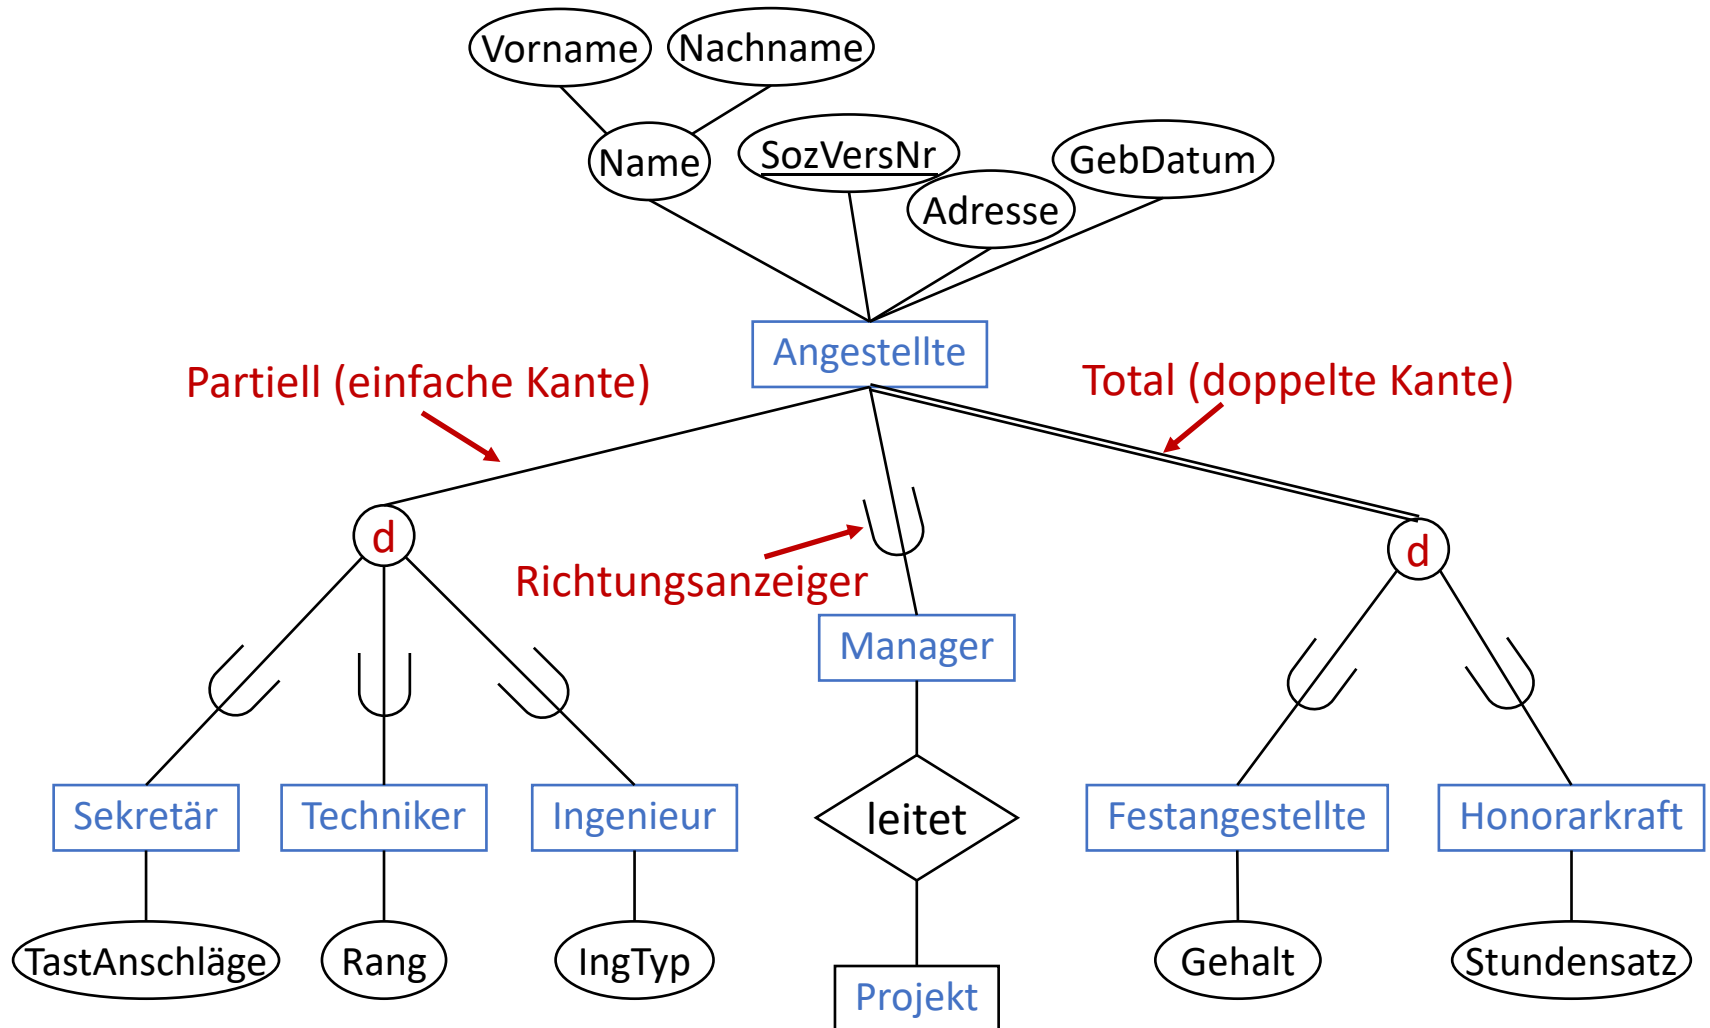 Vorname
Nachname
Name
SozVersNr
GebDatum
Adresse
Angestellte
Partiell (einfache Kante)
Total (doppelte Kante)
d
d
Richtungsanzeiger
Manager
Sekretär
Techniker
Ingenieur
leitet
Festangestellte
Honorarkraft
TastAnschläge
Rang
IngTyp
Gehalt
Stundensatz
Projekt